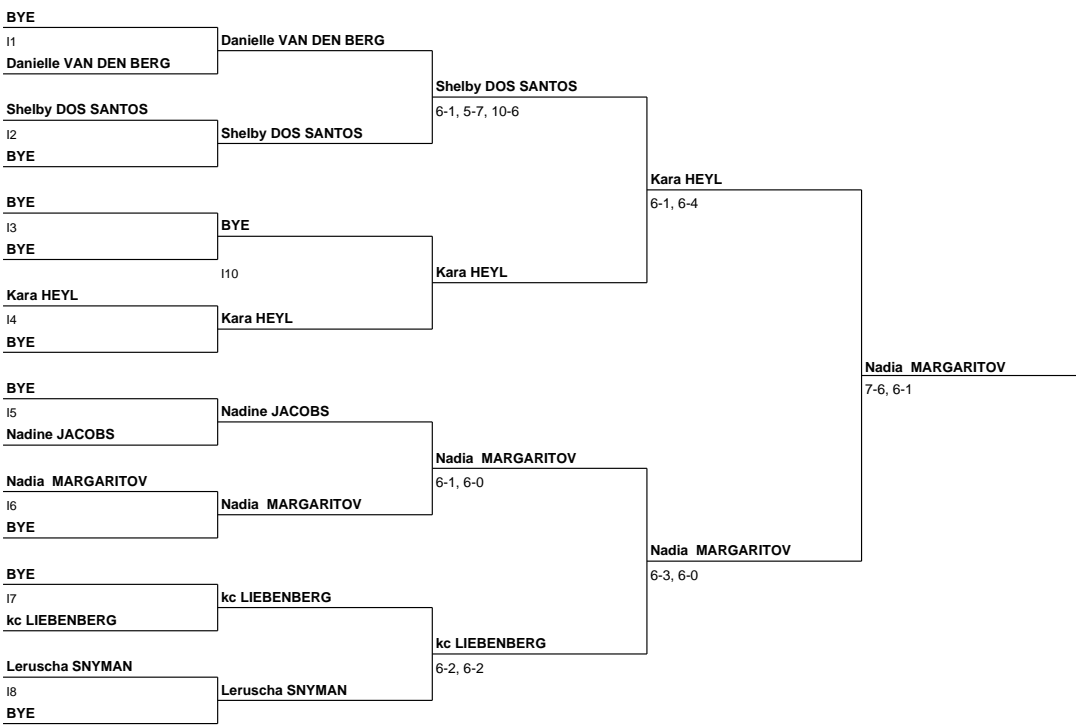 BYE
I1
Danielle VAN DEN BERG
Shelby DOS SANTOS
I2
BYE
BYE
I3
BYE
Kara HEYL
I4
BYE
BYE
I5
Nadine JACOBS
Nadia MARGARITOV
I6
BYE
BYE
I7
kc LIEBENBERG
Leruscha SNYMAN
I8
BYE
Danielle VAN DEN BERG
Shelby DOS SANTOS
BYE
I10
Kara HEYL
Nadine JACOBS
Nadia MARGARITOV
kc LIEBENBERG
Leruscha SNYMAN
Shelby DOS SANTOS
6-1, 5-7, 10-6
Kara HEYL
Nadia MARGARITOV
6-1, 6-0
kc LIEBENBERG
6-2, 6-2
Kara HEYL
6-1, 6-4
Nadia MARGARITOV
6-3, 6-0
Nadia MARGARITOV
7-6, 6-1